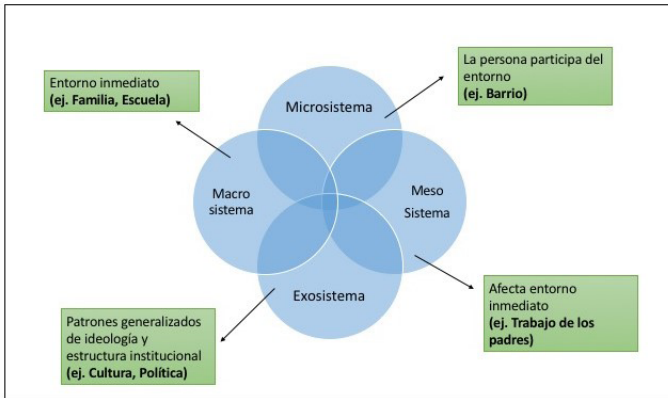 Entorno inmediato
(ej. Familia, Escuela)
La persona participa del
entorno
(ej. Barrio)
Microsistema
Macro
sistema
Meso
Sistema
Exosistema
Patrones generalizados
de ideología y
estructura institucional
(ej. Cultura, Política)
Afecta entorno
inmediato
(ej. Trabajo de los
padres)